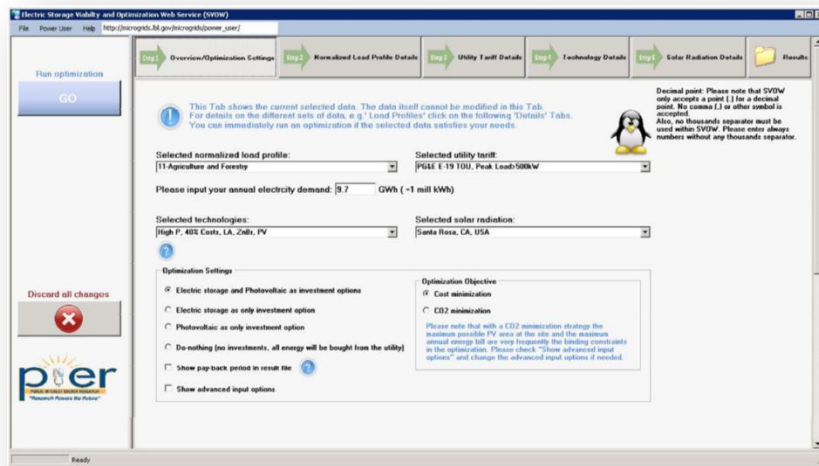 Electric Storage Viability and Optimization Web Service (SVOW)
File Power User Help http://microgrids.lbl.gov/microgrids/power_user/
Run optimization
GO
Step 1 Overview/Optimization Settings
Step 2 Normalized Load Profile Details
Step 3 Utility Tariff Details
Step 4 Technology Details
Step 5 Solar Radiation Details
Results
This Tab shows the current selected data. The data itself cannot be modified in this Tab.
For details on the different sets of data, e.g.' Load Profiles' click on the following 'Details' Tabs.
You can immediately run an optimization if the selected data satisfies your needs.
Decimal point: Please note that SVOW
only accepts a point (.) for a decimal
point. No comma (,) or other symbol is
accepted.
Also, no thousands separator must be
used within SVOW. Please enter always
numbers without any thousands separator.
Selected normalized load profile:
11-Agriculture and Forestry
Selected utility tariff:
PG&E E-19 TOU, Peak Load>500kW
Please input your annual electrcity demand: 9.7 GWh ( =1 mill kWh)
Selected technologies:
High P, 40% Costs, LA, ZnBr, PV
Selected solar radiation:
Santa Rosa, CA, USA
Optimization Settings
Electric storage and Photovoltaic as investment options
Electric storage as only investment option
Photovoltaic as only investment option
Do-nothing (no investments, all energy will be bought from the utility)
Show pay-back period in result file
Show advanced input options
Optimization Objective
Cost minimization
CO2 minimization
Please note that with a CO2 minimization strategy the
maximum possible PV area at the site and the maximum
annual energy bill are very frequently the binding constraints
in the optimization. Please check "Show advanced input
options" and change the advanced input options if needed.
Discard all changes
pier
PUBLIC INTEREST ENERGY RESEARCH
"Research Powers the Future"
Ready